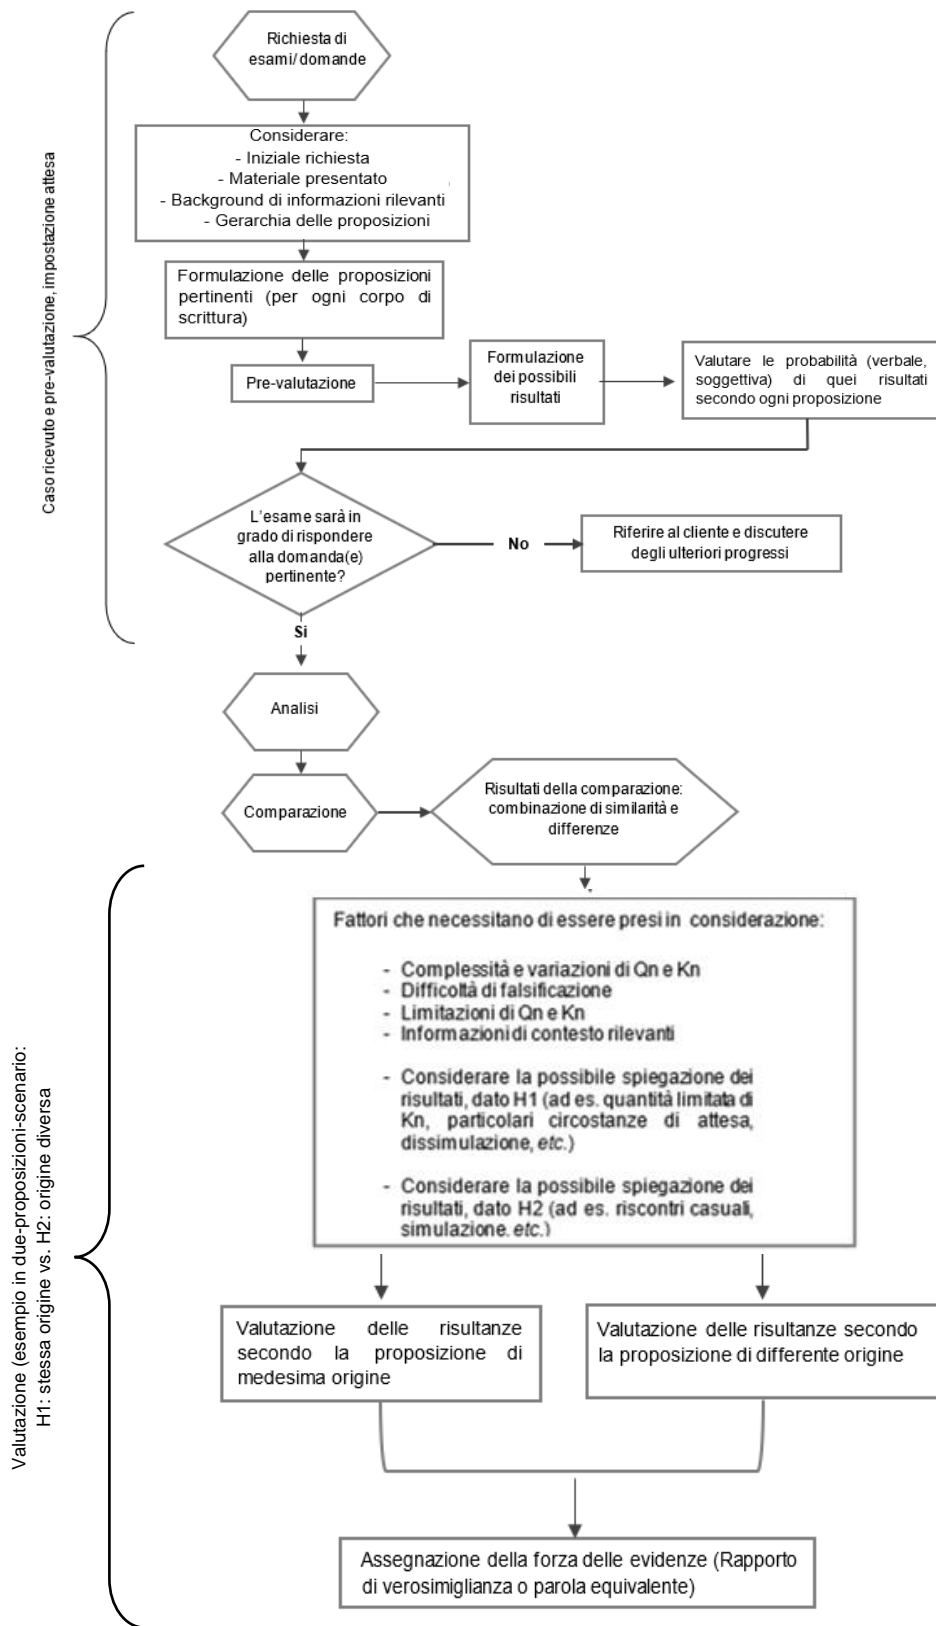 Richiesta di
esami/domande
Considerare:
- Iniziale richiesta
- Materiale presentato
- Background di informazioni rilevanti
- Gerarchia delle proposizioni
Formulazione delle proposizioni
pertinenti (per ogni corpo di
scrittura)
Pre-valutazione
Formulazione
dei possibili
risultati
Valutare le probabilità (verbale,
soggettiva) di quei risultati
secondo ogni proposizione
Caso ricevuto e pre-valutazione, impostazione attesa
L'esame sarà in
grado di rispondere
alla domanda(e)
pertinente?
No
Riferire al cliente e discutere
degli ulteriori progressi
Si
Analisi
Comparazione
Risultati della comparazione:
combinazione di similarità e
differenze
Fattori che necessitano di essere presi in considerazione:
- Complessità e variazioni di Qn e Kn
- Difficoltà di falsificazione
- Limitazioni di Qn e Kn
- Informazioni di contesto rilevanti
- Considerare la possibile spiegazione dei
risultati, dato H1 (ad es. quantità limitata di
Kn, particolari circostanze di attesa,
dissimulazione, etc.)
- Considerare la possibile spiegazione dei
risultati, dato H2 (ad es. riscontri casuali,
simulazione. etc.)
Valutazione (esempio in due-proposizioni-scenario:
H1: stessa origine vs. H2: origine diversa
Valutazione delle risultanze
secondo la proposizione di
medesima origine
Valutazione delle risultanze secondo
la proposizione di differente origine
Assegnazione della forza delle evidenze (Rapporto
di verosimiglianza o parola equivalente)